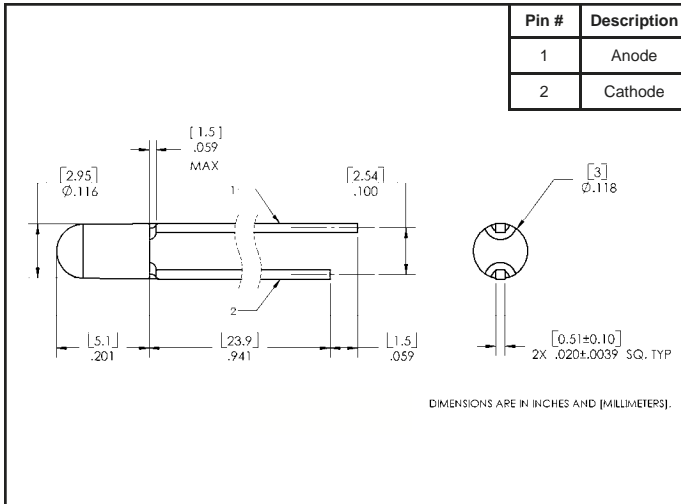 Pin # Description
1 Anode
2 Cathode
[1.5]
.059
MAX
[2.95]
Ø.116
1
[2.54]
.100
[3]
Ø.118
2
[5.1]
.201
[23.9]
.941
[1.5]
.059
[0.51±0.10]
2X .020±.0039 SQ. TYP
DIMENSIONS ARE IN INCHES AND [MILLIMETERS].